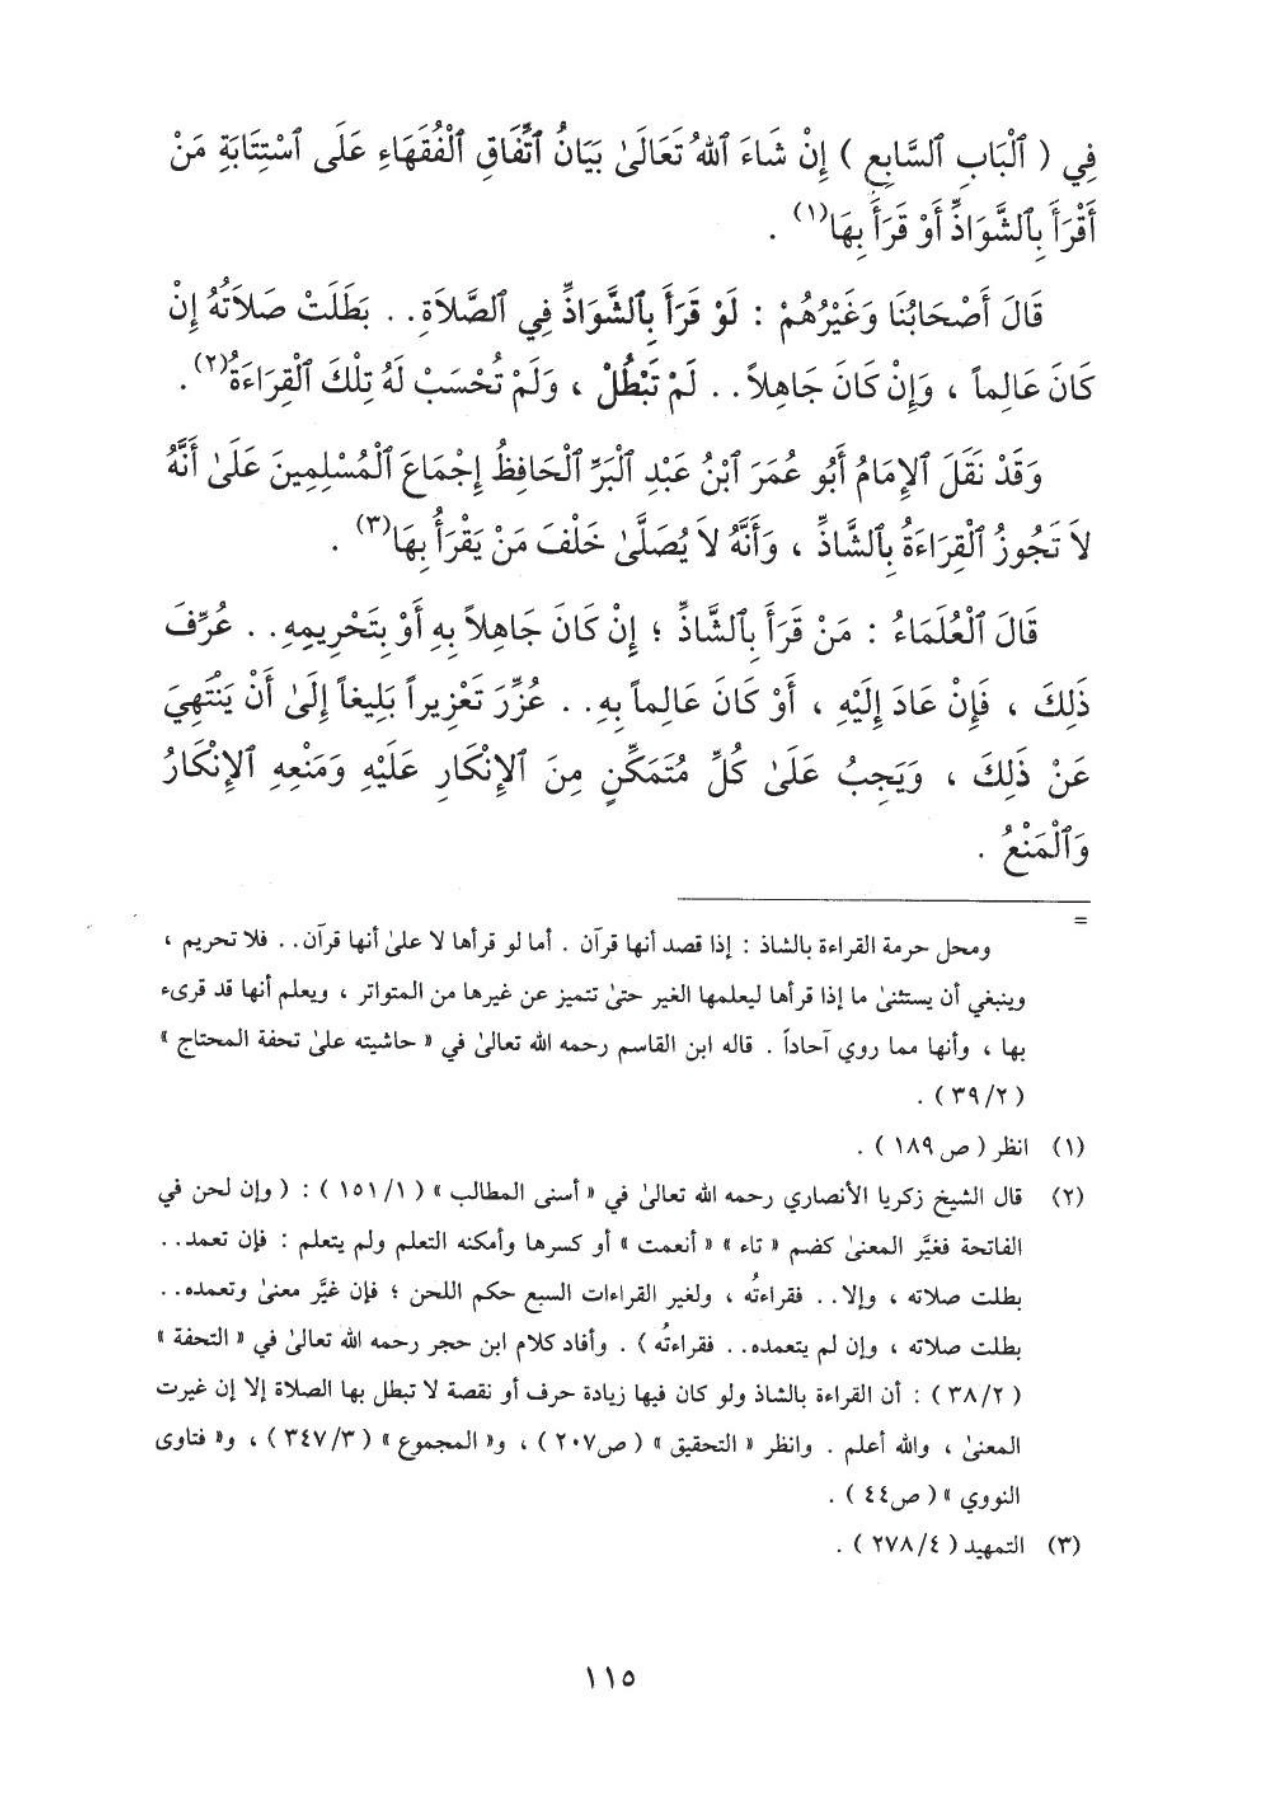 فِي ( ٱلْبَابِ ٱلسَّابِعِ ) إِنْ شَاءَ ٱللهُ تَعَالَىٰ بَيَانُ ٱتِّفَاقِ ٱلْفُقَهَاءِ عَلَى ٱسْتِتَابَةِ مَنْ
أَقْرَأَ بِٱلشَّوَاذِّ أَوْ قَرَأَ بِهَا(١) .
قَالَ أَصْحَابُنَا وَغَيْرُهُمْ : لَوْ قَرَأَ بِٱلشَّوَاذِّ فِي ٱلصَّلاَةِ.. بَطَلَتْ صَلاَتُهُ إِنْ
كَانَ عَالِماً ، وَإِنْ كَانَ جَاهِلاً.. لَمْ تَبْطُلْ ، وَلَمْ تُحْسَبْ لَهُ تِلْكَ ٱلْقِرَاءَةُ(٢) .
وَقَدْ نَقَلَ ٱلإِمَامُ أَبُو عُمَرَ ٱبْنُ عَبْدِ ٱلْبَرِّ ٱلْحَافِظُ إِجْمَاعَ ٱلْمُسْلِمِينَ عَلَىٰ أَنَّهُ
لاَ تَجُوزُ ٱلْقِرَاءَةُ بِٱلشَّاذِّ ، وَأَنَّهُ لاَ يُصَلَّىٰ خَلْفَ مَنْ يَقْرَأُ بِهَا(٣) .
قَالَ ٱلْعُلَمَاءُ : مَنْ قَرَأَ بِٱلشَّاذِّ ؛ إِنْ كَانَ جَاهِلاً بِهِ أَوْ بِتَحْرِيمِهِ.. عُرِّفَ
ذَلِكَ ، فَإِنْ عَادَ إِلَيْهِ ، أَوْ كَانَ عَالِماً بِهِ.. عُزِّرَ تَعْزِيراً بَلِيغاً إِلَىٰ أَنْ يَنْتَهِيَ
عَنْ ذَلِكَ ، وَيَجِبُ عَلَىٰ كُلِّ مُتَمَكِّنٍ مِنَ ٱلإِنْكَارِ عَلَيْهِ وَمَنْعِهِ ٱلإِنْكَارُ
وَٱلْمَنْعُ .
=
ومحل حرمة القراءة بالشاذ : إذا قصد أنها قرآن . أما لو قرأها لا علىٰ أنها قرآن.. فلا تحريم ،
وينبغي أن يستثنىٰ ما إذا قرأها ليعلمها الغير حتىٰ تتميز عن غيرها من المتواتر ، ويعلم أنها قد قرىء
بها ، وأنها مما روي آحاداً . قاله ابن القاسم رحمه الله تعالىٰ في « حاشيته علىٰ تحفة المحتاج »
( ٣٩/٢ ) .
(١) انظر ( ص ١٨٩ ) .
(٢) قال الشيخ زكريا الأنصاري رحمه الله تعالىٰ في « أسنى المطالب » ( ١٥١/١ ) : ( وإن لحن في
الفاتحة فغيَّر المعنىٰ كضم « تاء » « أنعمت » أو كسرها وأمكنه التعلم ولم يتعلم : فإن تعمد..
بطلت صلاته ، وإلا.. فقراءتُه ، ولغير القراءات السبع حكم اللحن ؛ فإن غيَّر معنىٰ وتعمده..
بطلت صلاته ، وإن لم يتعمده.. فقراءتُه ) . وأفاد كلام ابن حجر رحمه الله تعالىٰ في « التحفة »
( ٣٨/٢ ) : أن القراءة بالشاذ ولو كان فيها زيادة حرف أو نقصة لا تبطل بها الصلاة إلا إن غيرت
المعنىٰ ، والله أعلم . وانظر « التحقيق » ( ص٢٠٧ ) ، و« المجموع » ( ٣٤٧/٣ ) ، و« فتاوى
النووي » ( ص٤٤ ) .
(٣) التمهيد ( ٢٧٨/٤ ) .
١١٥